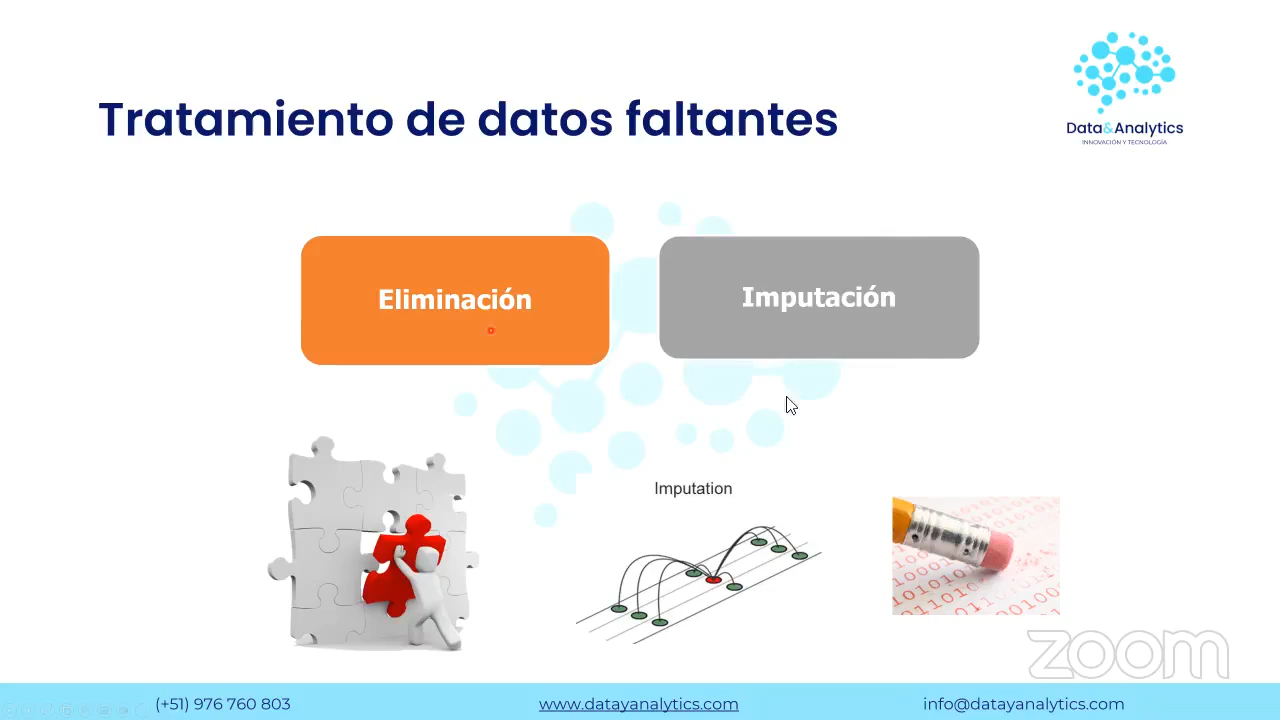 Tratamiento de datos faltantes
Data&Analytics
INNOVACIÓN Y TECNOLOGÍA
Eliminación
Imputación
Imputation
zoom
(+51) 976 760 803
www.datayanalytics.com
info@datayanalytics.com